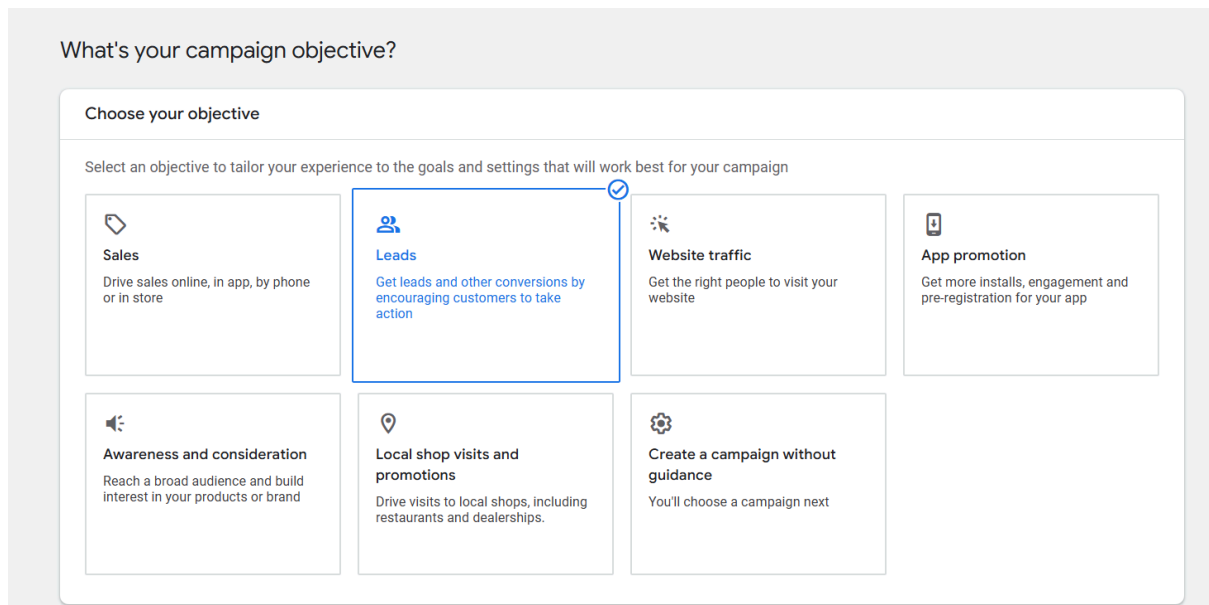 What's your campaign objective?
Choose your objective
Select an objective to tailor your experience to the goals and settings that will work best for your campaign
Sales
Drive sales online, in app, by phone
or in store
Leads
Get leads and other conversions by
encouraging customers to take
action
Website traffic
Get the right people to visit your
website
App promotion
Get more installs, engagement and
pre-registration for your app
Awareness and consideration
Reach a broad audience and build
interest in your products or brand
Local shop visits and
promotions
Drive visits to local shops, including
restaurants and dealerships.
Create a campaign without
guidance
You'll choose a campaign next